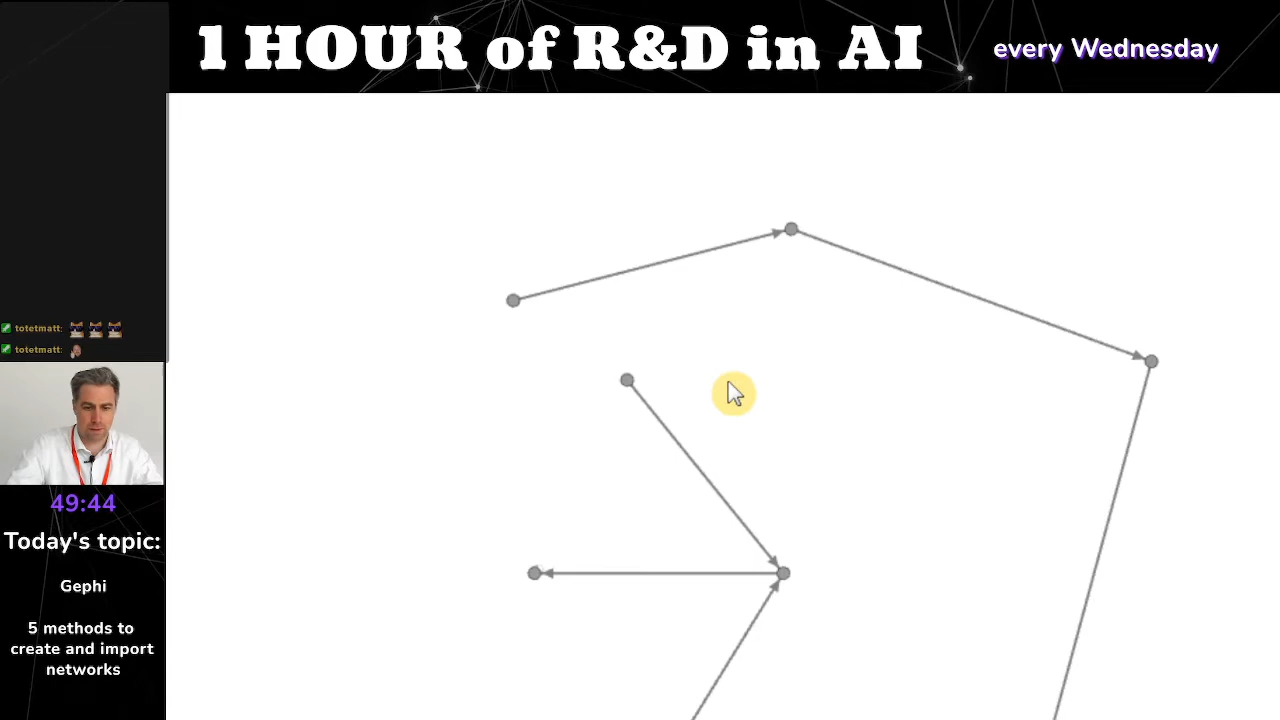 1 HOUR of R&D in AI
every Wednesday
totetmatt:
totetmatt:
49:44
Today's topic:
Gephi
5 methods to
create and import
networks